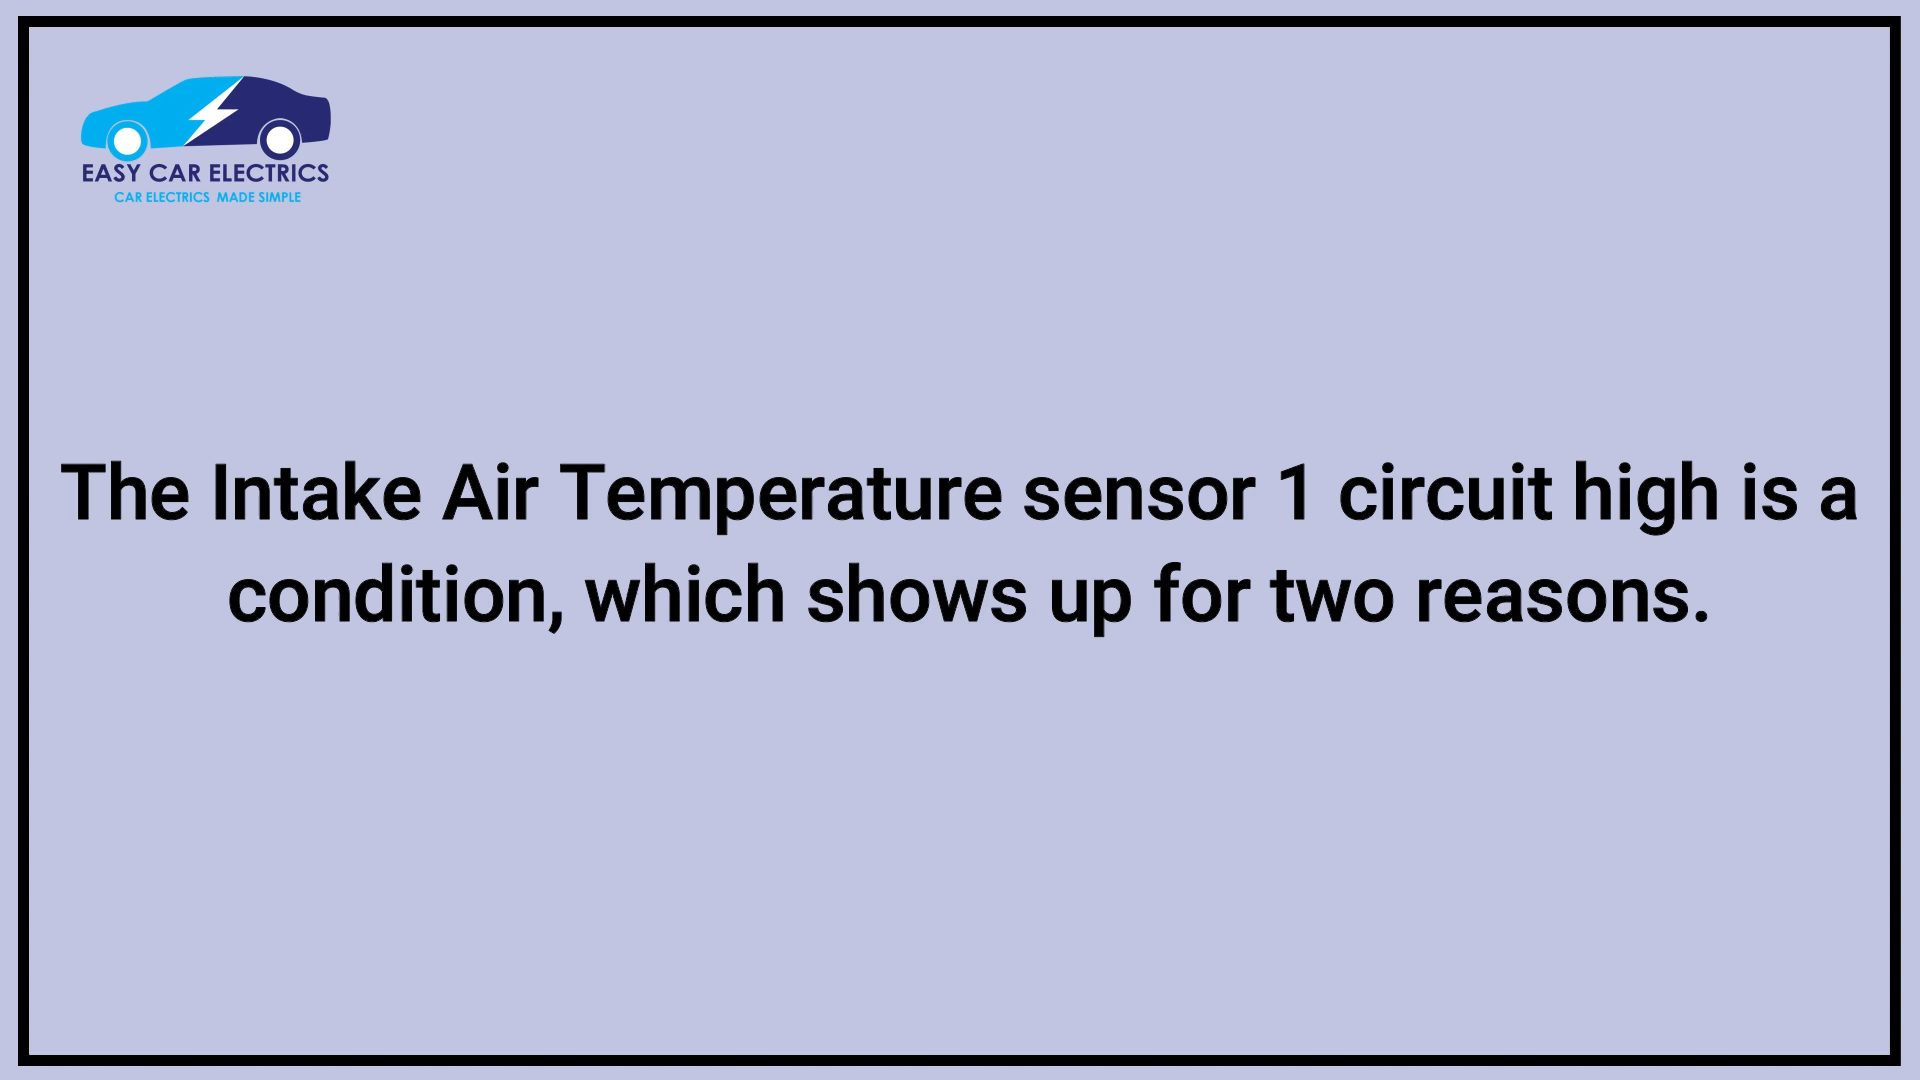 EASY CAR ELECTRICS
CAR ELECTRICS MADE SIMPLE
The Intake Air Temperature sensor 1 circuit high is a
condition, which shows up for two reasons.